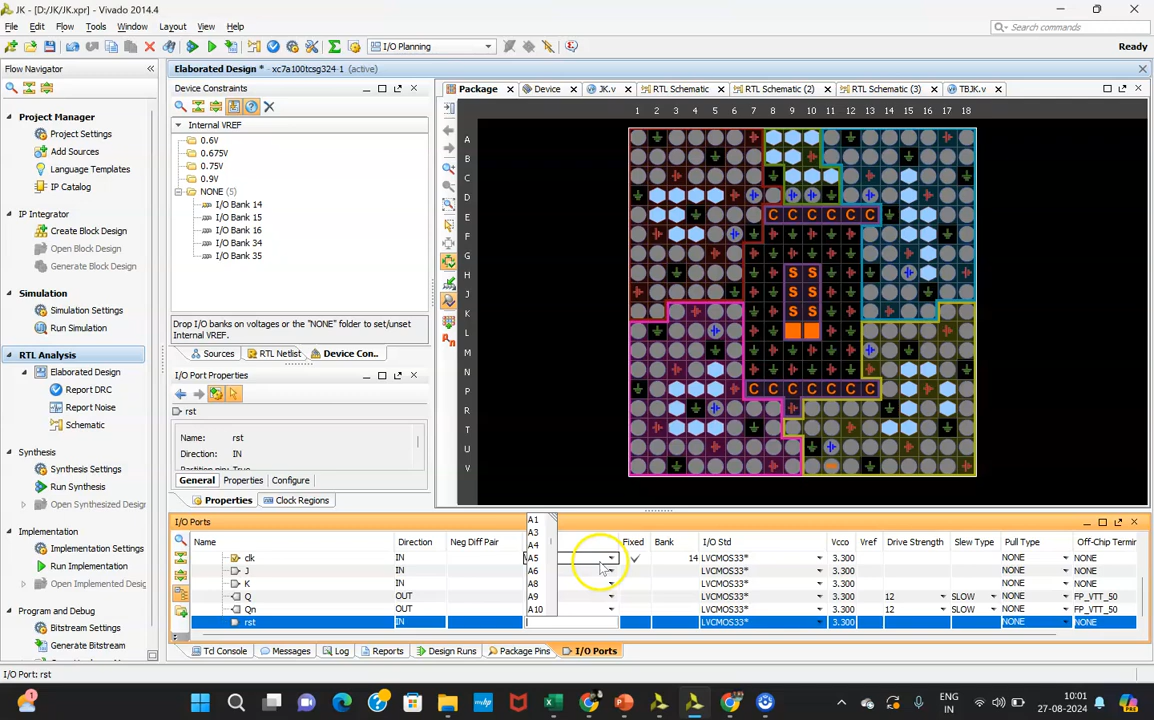 JK - [D:/JK/JK.xpr] - Vivado 2014.4
File Edit Flow Tools Window Layout View Help
Search commands
I/O Planning
Ready
Flow Navigator
Elaborated Design * - xc7a100tcsg324-1 (active)
Project Manager
Project Settings
Add Sources
Language Templates
IP Catalog
IP Integrator
Create Block Design
Open Block Design
Generate Block Design
Simulation
Simulation Settings
Run Simulation
RTL Analysis
Elaborated Design
Report DRC
Report Noise
Schematic
Synthesis
Synthesis Settings
Run Synthesis
Open Synthesized Desig
Implementation
Implementation Settings
Run Implementation
Open Implemented Desig
Program and Debug
Bitstream Settings
Generate Bitstream
Device Constraints
Internal VREF
0.6V
0.675V
0.75V
0.9V
NONE (5)
I/O Bank 14
I/O Bank 15
I/O Bank 16
I/O Bank 34
I/O Bank 35
Drop I/O banks on voltages or the "NONE" folder to set/unset
Internal VREF.
Sources RTL Netlist Device Con...
I/O Port Properties
rst
Name: rst
Direction: IN
Partition pin: True
General Properties Configure
Properties Clock Regions
Package Device JK.v RTL Schematic RTL Schematic (2) RTL Schematic (3) TBJK.v
1 2 3 4 5 6 7 8 9 10 11 12 13 14 15 16 17 18
A
B
C
D
E C C C C C C
F
G
H S S
J S S
K S S
L
M
N
P C C C C C C C
R
T
U
V
I/O Ports
Name Direction Neg Diff Pair Fixed Bank I/O Std Vcco Vref Drive Strength Slew Type Pull Type Off-Chip Termin
clk IN 14 LVCMOS33* 3.300 NONE NONE
J IN LVCMOS33* 3.300 NONE NONE
K IN LVCMOS33* 3.300 NONE NONE
Q OUT LVCMOS33* 3.300 12 SLOW NONE FP_VTT_50
Qn OUT LVCMOS33* 3.300 12 SLOW NONE FP_VTT_50
rst IN LVCMOS33* 3.300 NONE NONE
A1
A3
A4
A5
A6
A8
A9
A10
Tcl Console Messages Log Reports Design Runs Package Pins I/O Ports
I/O Port: rst
ENG
IN
10:01
27-08-2024